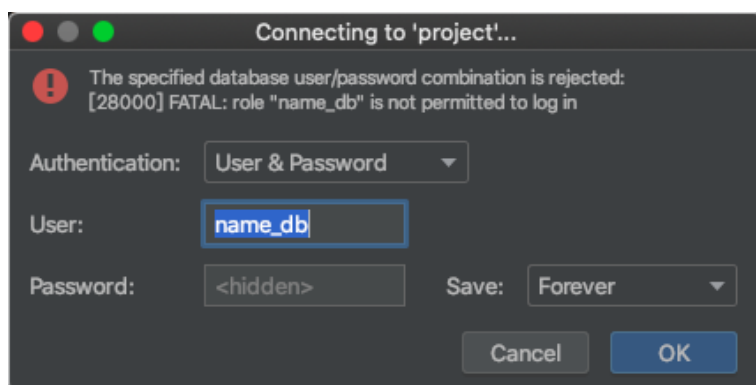 Connecting to 'project'...
The specified database user/password combination is rejected:
[28000] FATAL: role "name_db" is not permitted to log in
Authentication: User & Password
User: name_db
Password: <hidden> Save: Forever
Cancel OK